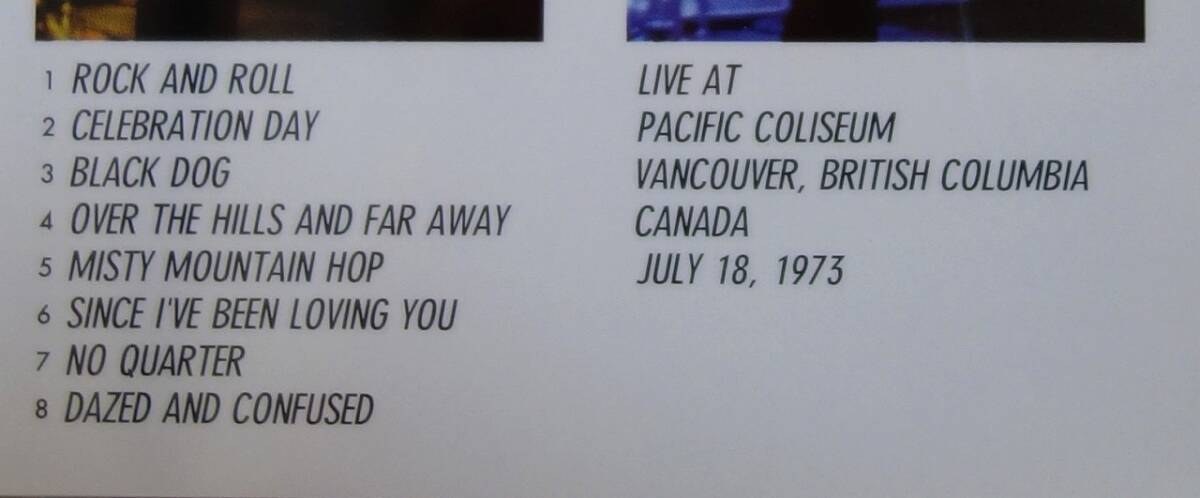 1 ROCK AND ROLL
2 CELEBRATION DAY
3 BLACK DOG
4 OVER THE HILLS AND FAR AWAY
5 MISTY MOUNTAIN HOP
6 SINCE I'VE BEEN LOVING YOU
7 NO QUARTER
8 DAZED AND CONFUSED
LIVE AT
PACIFIC COLISEUM
VANCOUVER, BRITISH COLUMBIA
CANADA
JULY 18, 1973